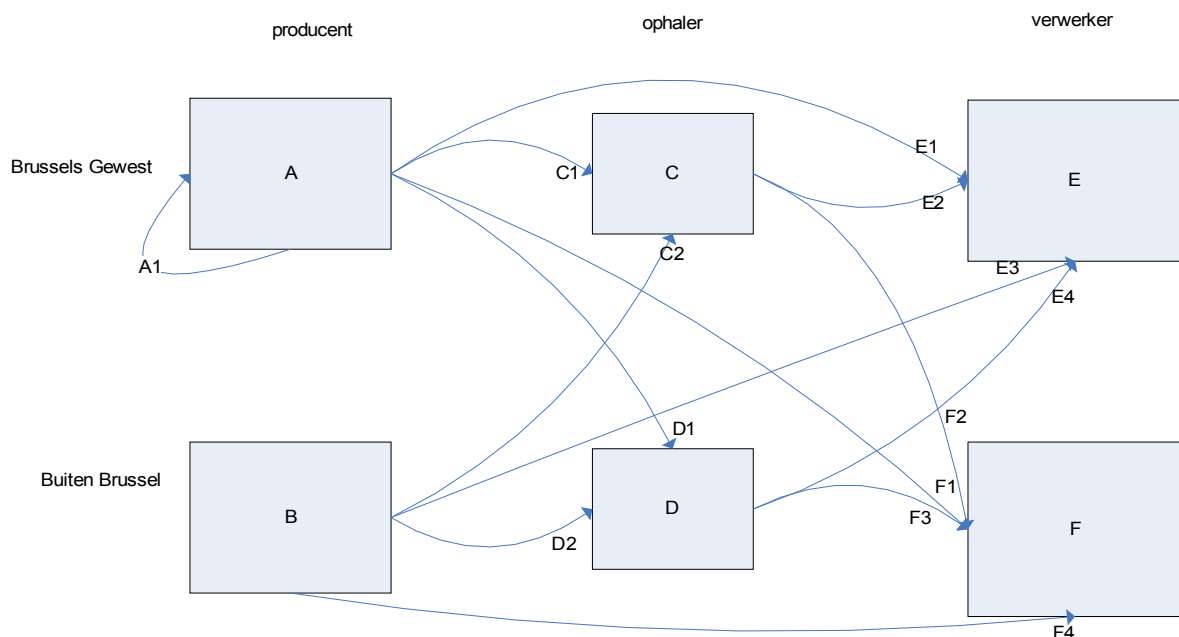 producent
ophaler
verwerker
Brussels Gewest
A
C
E
E1
C1
E2
A1
C2
E3
E4
D1
F2
Buiten Brussel
B
D
F
F1
F3
D2
F4